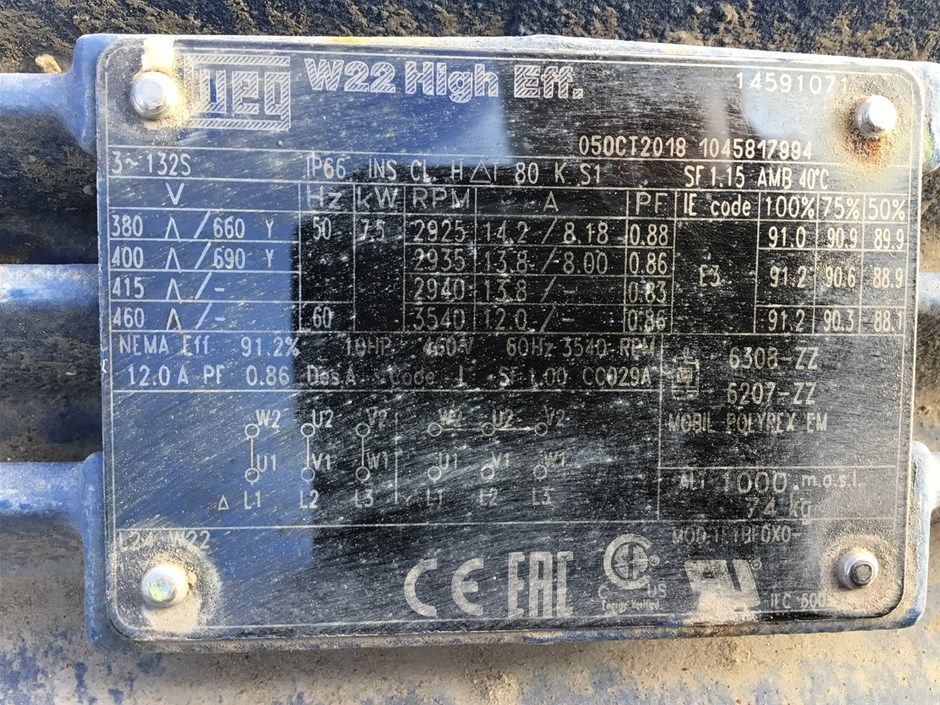 WEG W22 High Eff. 14591071
05OCT2018 1045817994
3~132S IP66 INS CL. H Δt 80 K S1 SF 1.15 AMB 40°C
V Hz kW RPM A PF IE code 100% 75% 50%
380 Δ/660 Y 50 7.5 2925 14.2/8.18 0.88 91.0 90.9 89.9
400 Δ/690 Y 2935 13.8/8.00 0.86 91.2 90.6 88.9
415 Δ/- 2940 13.8/- 0.83
460 Δ/- 60 3540 12.0/- 0.86 91.2 90.3 88.1
NEMA Eff 91.2% 10HP 460 V 60Hz 3540 RPM
12.0 A PF 0.86 Des.A Code SF 1.00 CC029A
6308-ZZ
6207-ZZ
MOBIL POLYREX EM
W2 U2 V2 W2 U2 V2
U1 V1 W1 U1 V1 W1
Δ L1 L2 L3 L1 L2 L3
ALT 1000 m.a.s.l.
74 kg
W22
CE EAC
US
Energy Verified